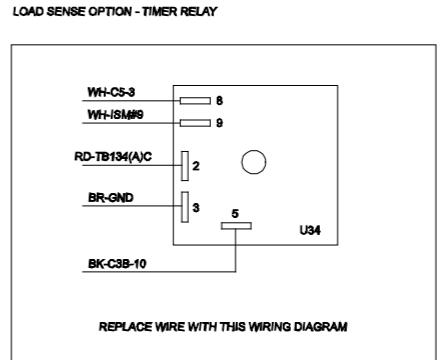 LOAD SENSE OPTION - TIMER RELAY
WH-C5-3
8
WH-ISM#9
9
RD-TB134(A)C
2
BR-GND
3
5
U34
BK-C3B-10
REPLACE WIRE WITH THIS WIRING DIAGRAM